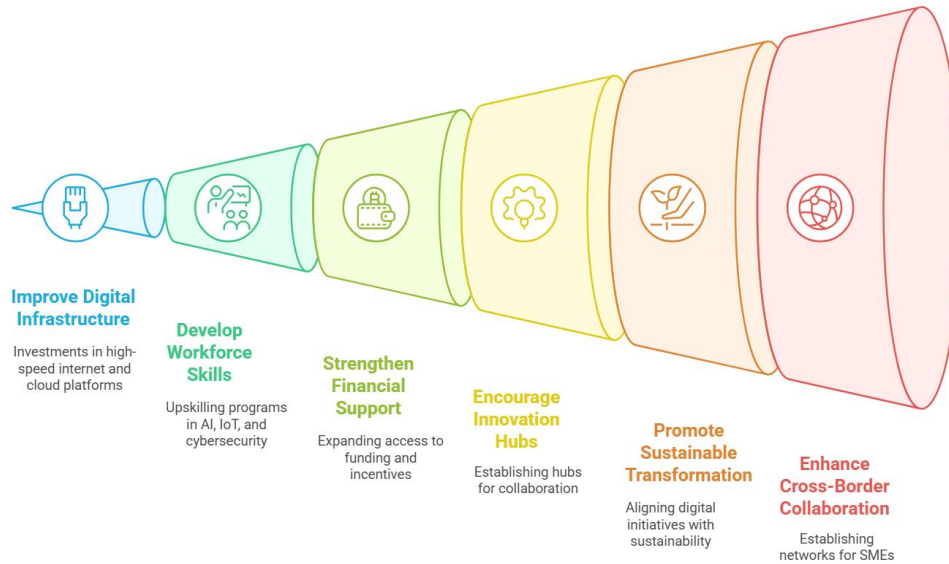 Improve Digital
Infrastructure
Investments in high-
speed internet and
cloud platforms
Develop
Workforce
Skills
Upskilling programs
in AI, IoT, and
cybersecurity
Strengthen
Financial
Support
Expanding access to
funding and
incentives
Encourage
Innovation
Hubs
Establishing hubs
for collaboration
Promote
Sustainable
Transformation
Aligning digital
initiatives with
sustainability
Enhance
Cross-Border
Collaboration
Establishing
networks for SMEs